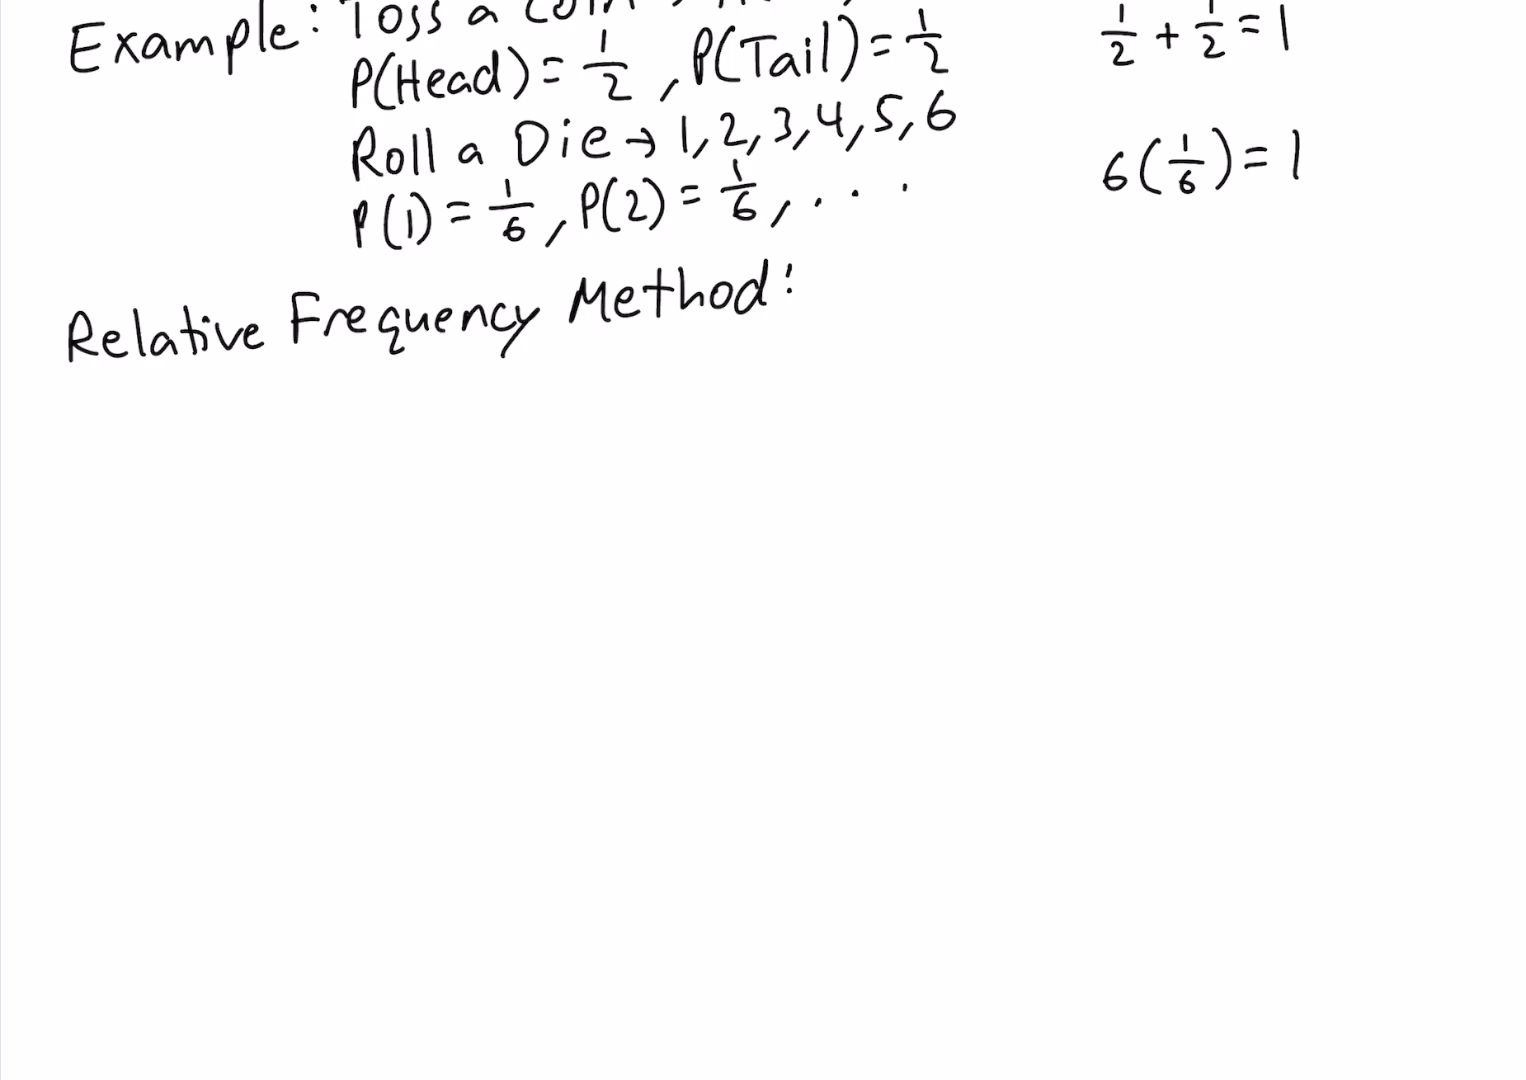 Example: Toss a Coin
P(Head) = 1/2, P(Tail) = 1/2
1/2 + 1/2 = 1
Roll a Die → 1, 2, 3, 4, 5, 6
P(1) = 1/6, P(2) = 1/6, . . .
6(1/6) = 1
Relative Frequency Method: